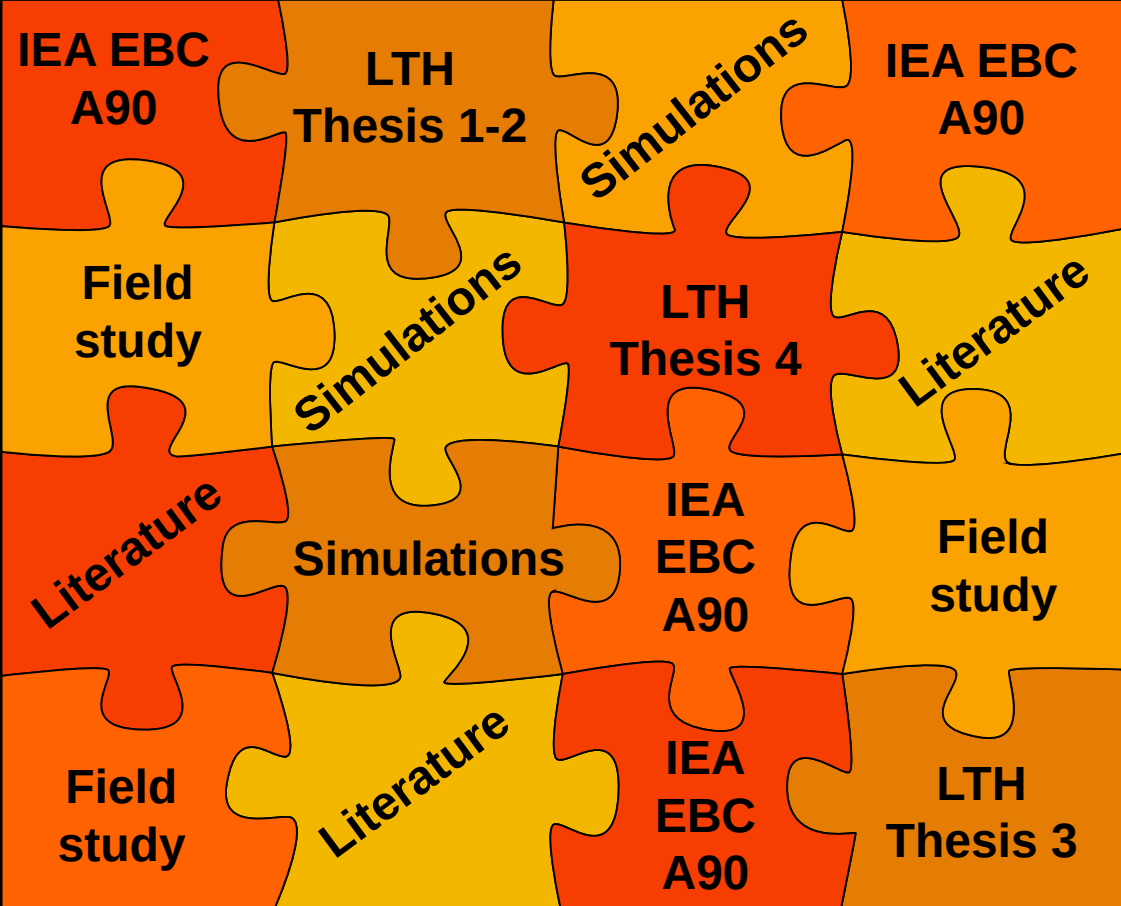 IEA EBC
A90
LTH
Thesis 1-2
Simulations
IEA EBC
A90
Field
study
Simulations
LTH
Thesis 4
Literature
Literature
Simulations
IEA
EBC
A90
Field
study
Field
study
Literature
IEA
EBC
A90
LTH
Thesis 3